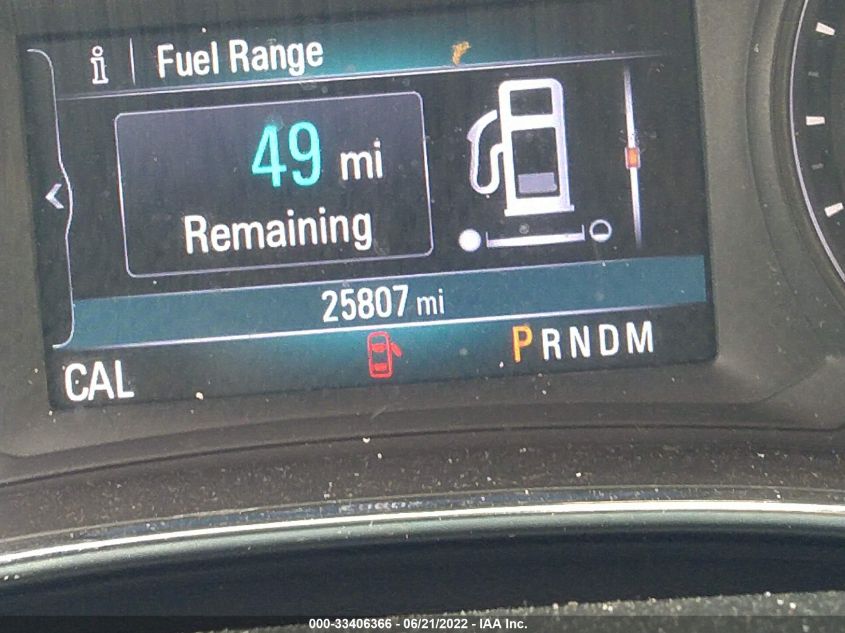 i Fuel Range
49 mi
Remaining
25807 mi
CAL PRNDM
000-33406366 - 06/21/2022 - IAA Inc.